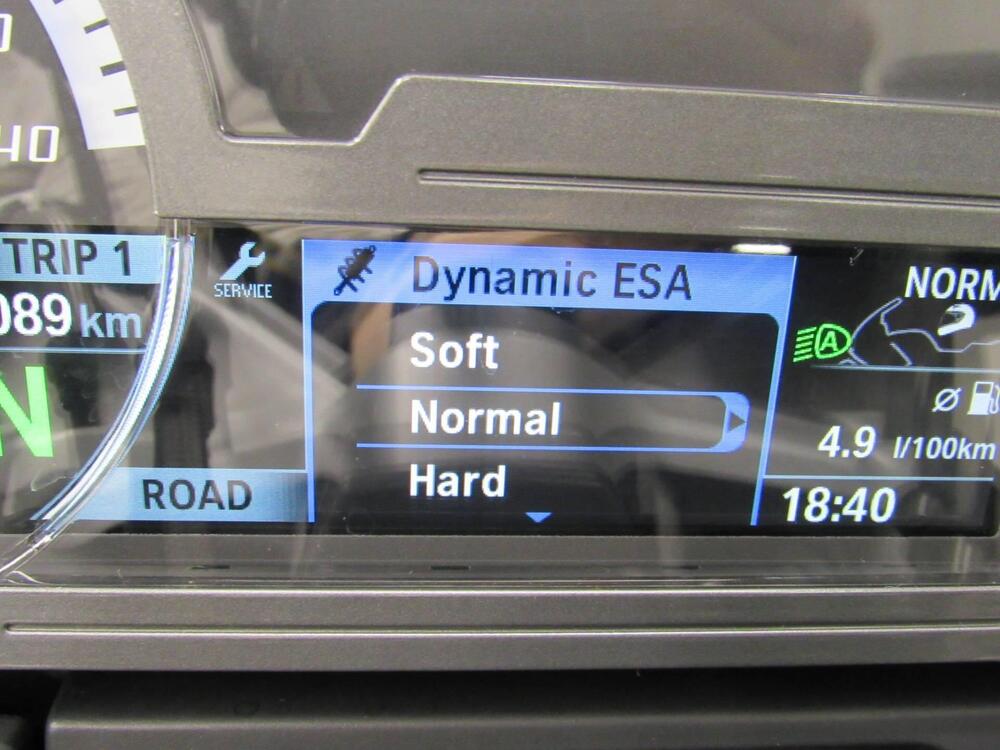 40
TRIP 1
089 km
N
ROAD
SERVICE
Dynamic ESA
Soft
Normal
Hard
NORM
A
4.9 l/100km
18:40